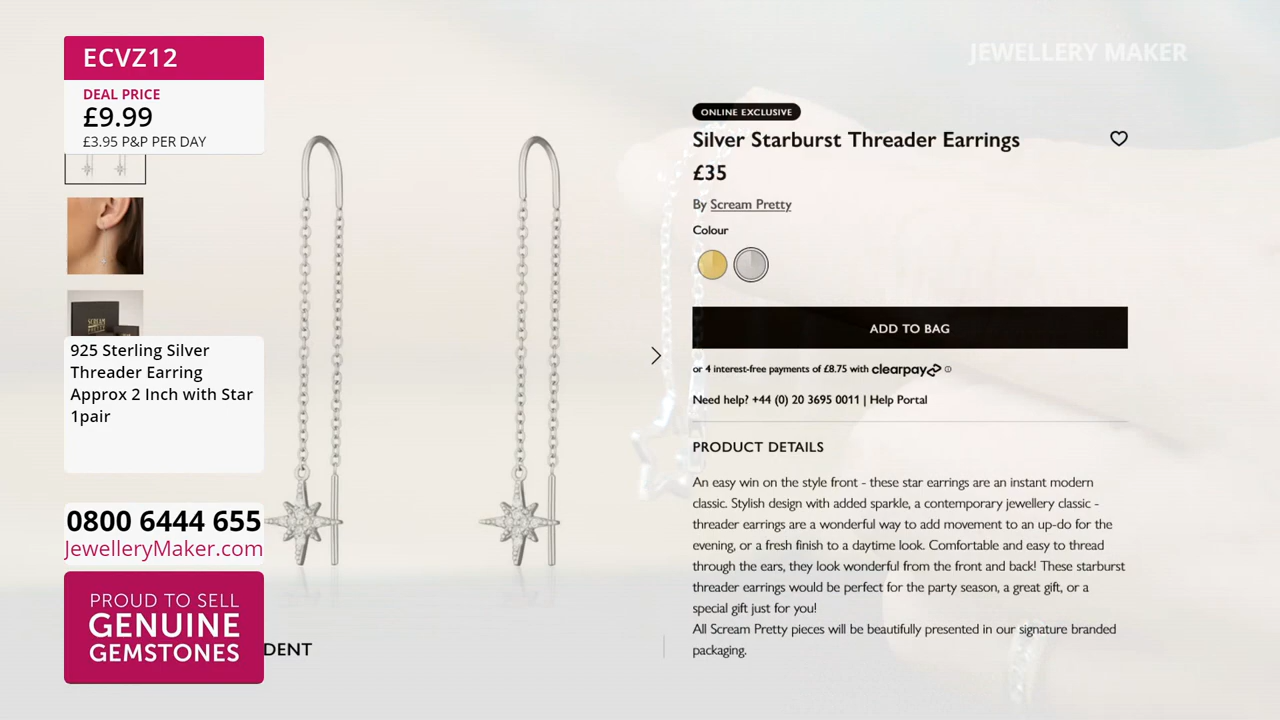 ECVZ12
DEAL PRICE
£9.99
£3.95 P&P PER DAY
925 Sterling Silver
Threader Earring
Approx 2 Inch with Star
1pair
0800 6444 655
JewelleryMaker.com
PROUD TO SELL
GENUINE
GEMSTONES
DENT
JEWELLERY MAKER
ONLINE EXCLUSIVE
Silver Starburst Threader Earrings
£35
By Scream Pretty
Colour
ADD TO BAG
or 4 interest-free payments of £8.75 with clearpay
Need help? +44 (0) 20 3695 0011 | Help Portal
PRODUCT DETAILS
An easy win on the style front - these star earrings are an instant modern
classic. Stylish design with added sparkle, a contemporary jewellery classic -
threader earrings are a wonderful way to add movement to an up-do for the
evening, or a fresh finish to a daytime look. Comfortable and easy to thread
through the ears, they look wonderful from the front and back! These starburst
threader earrings would be perfect for the party season, a great gift, or a
special gift just for you!
All Scream Pretty pieces will be beautifully presented in our signature branded
packaging.